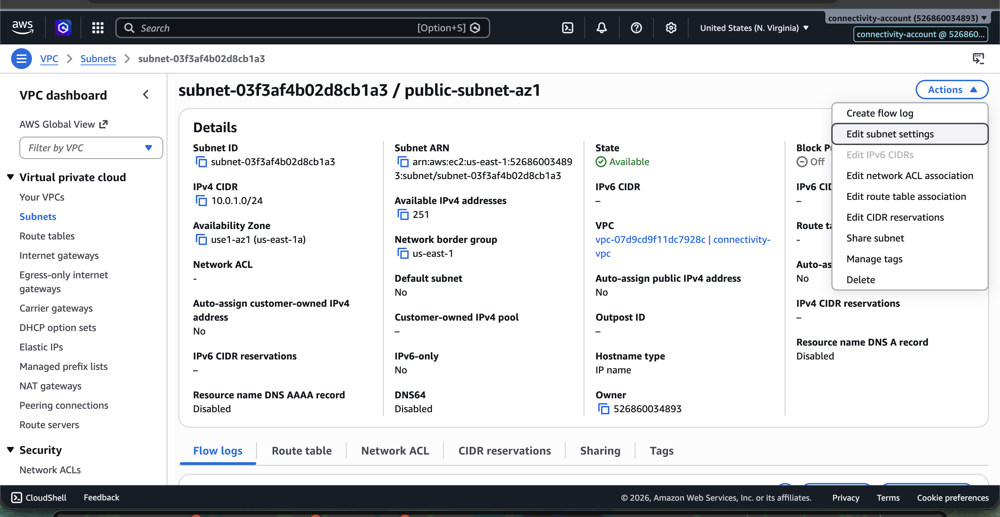 aws
Search
[Option+S]
United States (N. Virginia)
connectivity-account (526860034893)
connectivity-account @ 526860...
VPC
Subnets
subnet-03f3af4b02d8cb1a3
VPC dashboard
AWS Global View
Filter by VPC
Virtual private cloud
Your VPCs
Subnets
Route tables
Internet gateways
Egress-only internet
gateways
Carrier gateways
DHCP option sets
Elastic IPs
Managed prefix lists
NAT gateways
Peering connections
Route servers
Security
Network ACLs
subnet-03f3af4b02d8cb1a3 / public-subnet-az1
Actions
Create flow log
Edit subnet settings
Edit IPv6 CIDRs
Edit network ACL association
Edit route table association
Edit CIDR reservations
Share subnet
Manage tags
Delete
Details
Subnet ID
subnet-03f3af4b02d8cb1a3
IPv4 CIDR
10.0.1.0/24
Availability Zone
use1-az1 (us-east-1a)
Network ACL
-
Auto-assign customer-owned IPv4
address
No
IPv6 CIDR reservations
–
Resource name DNS AAAA record
Disabled
Subnet ARN
arn:aws:ec2:us-east-1:52686003489
3:subnet/subnet-03f3af4b02d8cb1a3
Available IPv4 addresses
251
Network border group
us-east-1
Default subnet
No
Customer-owned IPv4 pool
–
IPv6-only
No
DNS64
Disabled
State
Available
IPv6 CIDR
–
VPC
vpc-07d9cd9f11dc7928c | connectivity-
vpc
Auto-assign public IPv4 address
No
Outpost ID
–
Hostname type
IP name
Owner
526860034893
Block
Off
IPv6
–
Route
-
Auto-as
No
IPv4 CIDR reservations
–
Resource name DNS A record
Disabled
Flow logs
Route table
Network ACL
CIDR reservations
Sharing
Tags
CloudShell
Feedback
© 2026, Amazon Web Services, Inc. or its affiliates.
Privacy
Terms
Cookie preferences